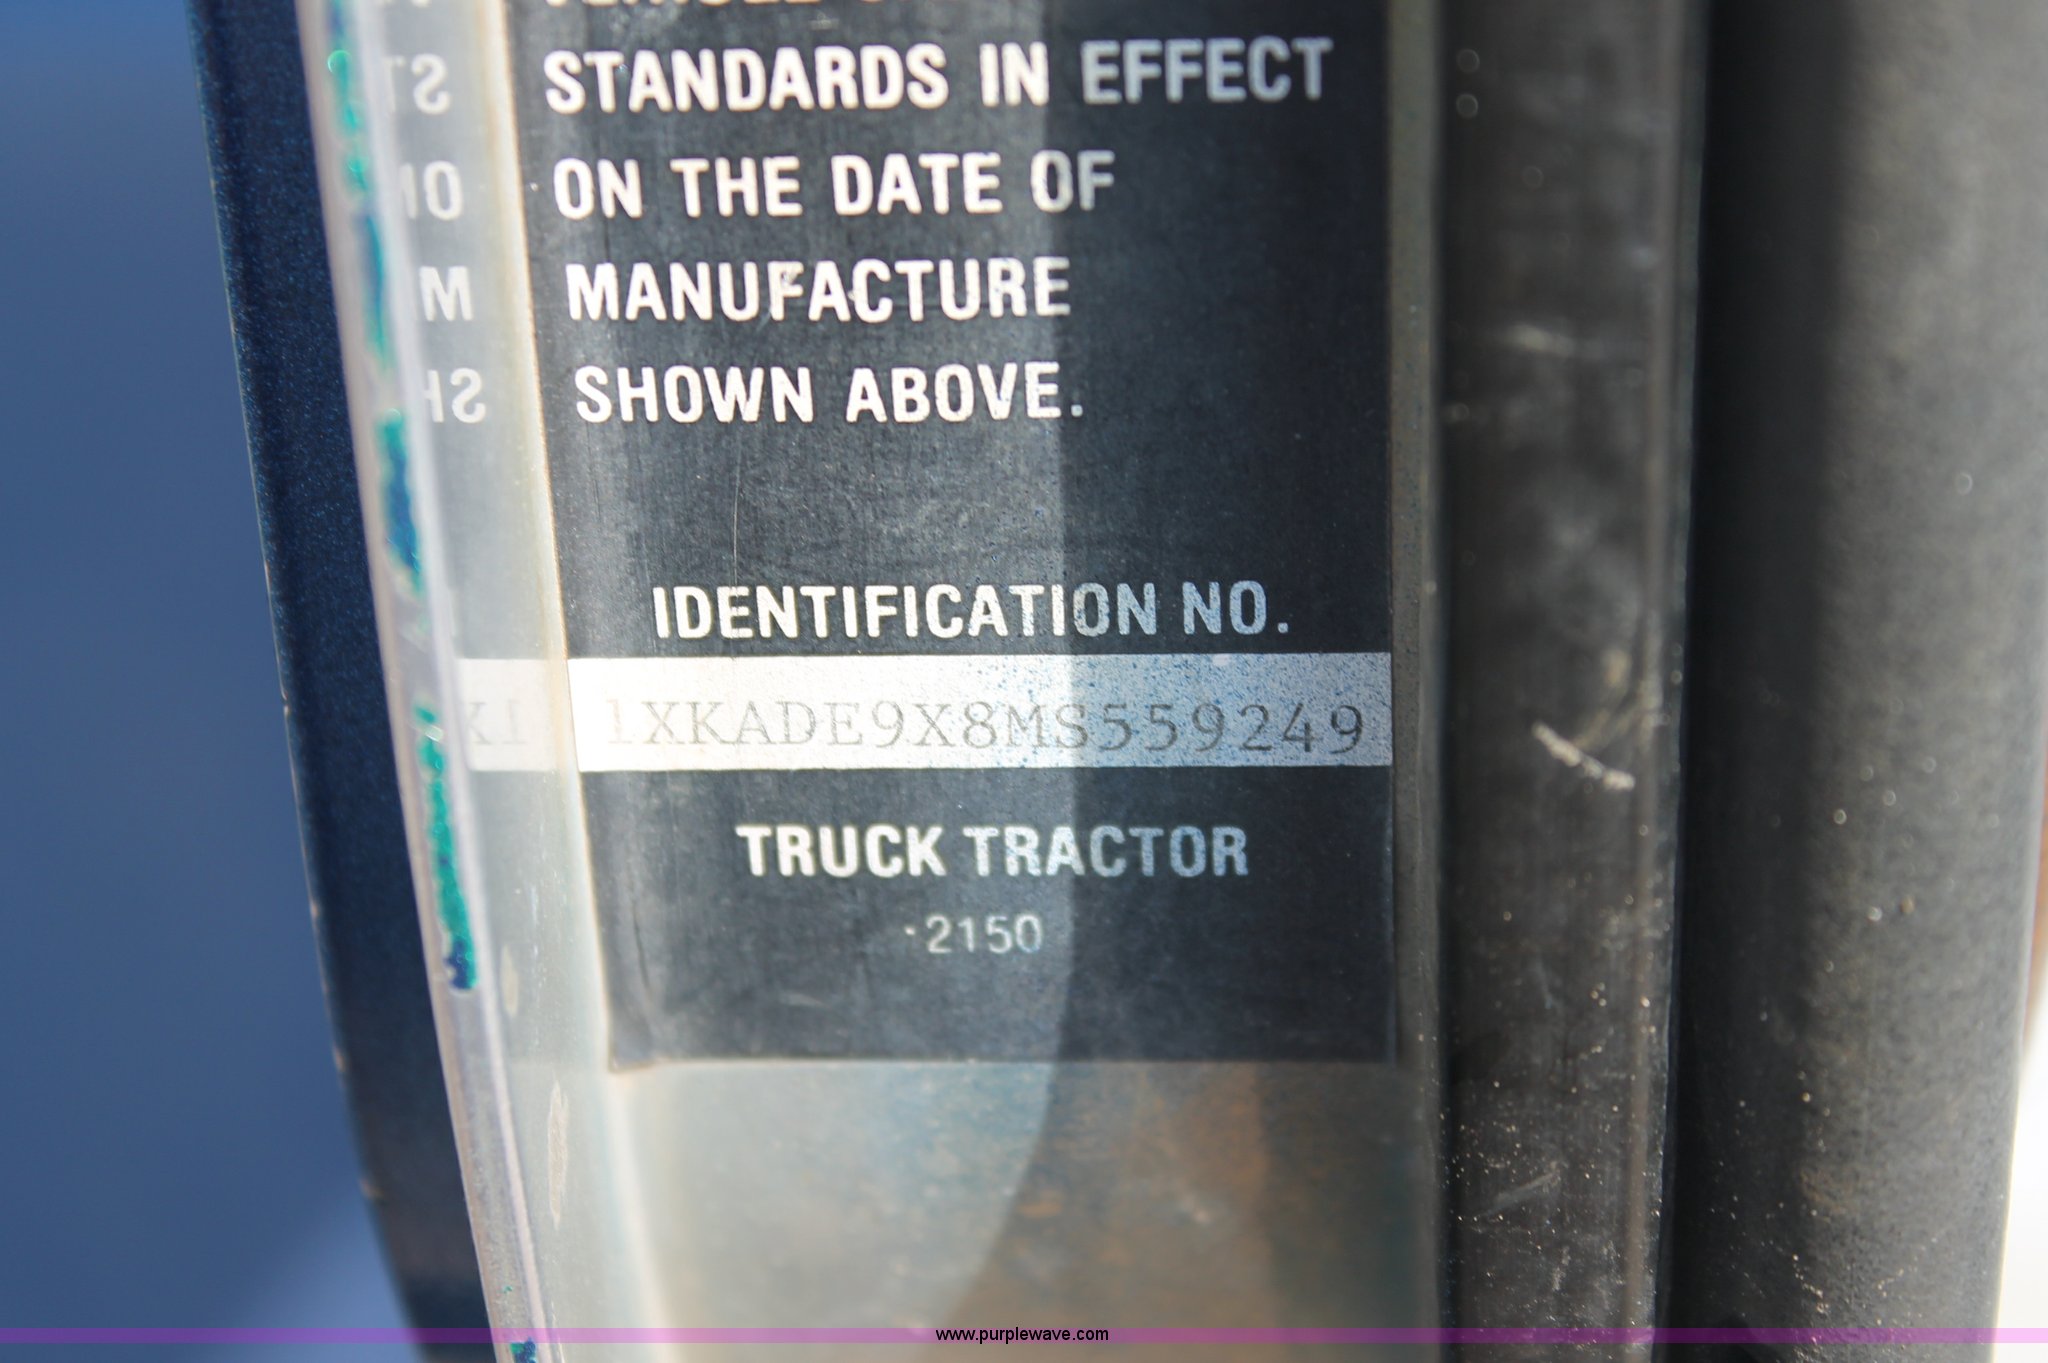 STANDARDS IN EFFECT
ON THE DATE OF
MANUFACTURE
SHOWN ABOVE.
IDENTIFICATION NO.
1XKADE9X8MS559249
TRUCK TRACTOR
2150
www.purplewave.com